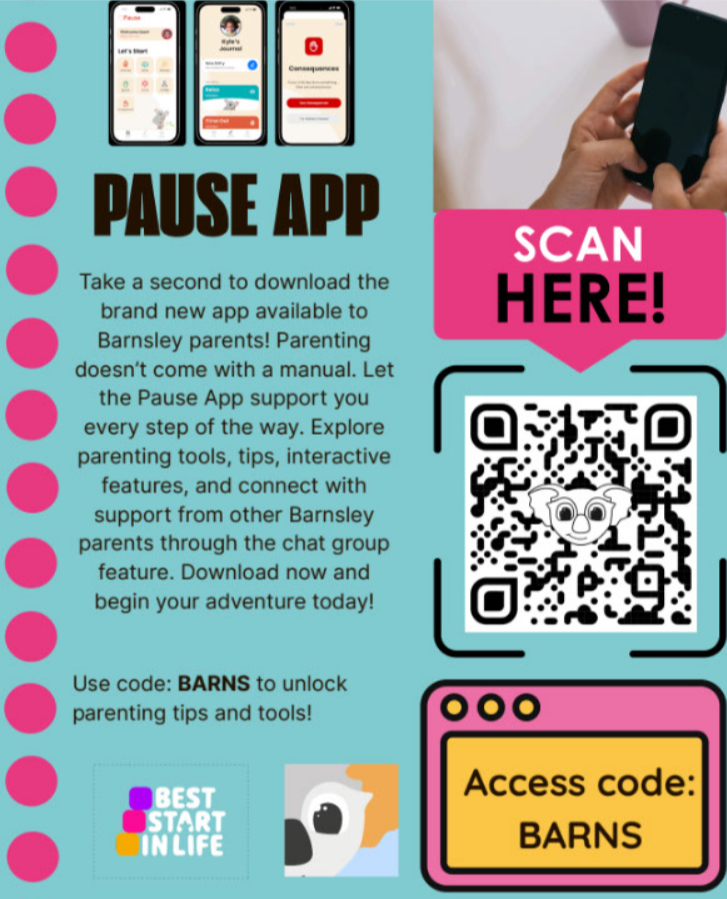 Pause
Let's Start
Kyle's
Journal
Consequences
PAUSE APP
Take a second to download the
brand new app available to
Barnsley parents! Parenting
doesn't come with a manual. Let
the Pause App support you
every step of the way. Explore
parenting tools, tips, interactive
features, and connect with
support from other Barnsley
parents through the chat group
feature. Download now and
begin your adventure today!
Use code: BARNS to unlock
parenting tips and tools!
BEST
START
IN LIFE
SCAN
HERE!
Access code:
BARNS